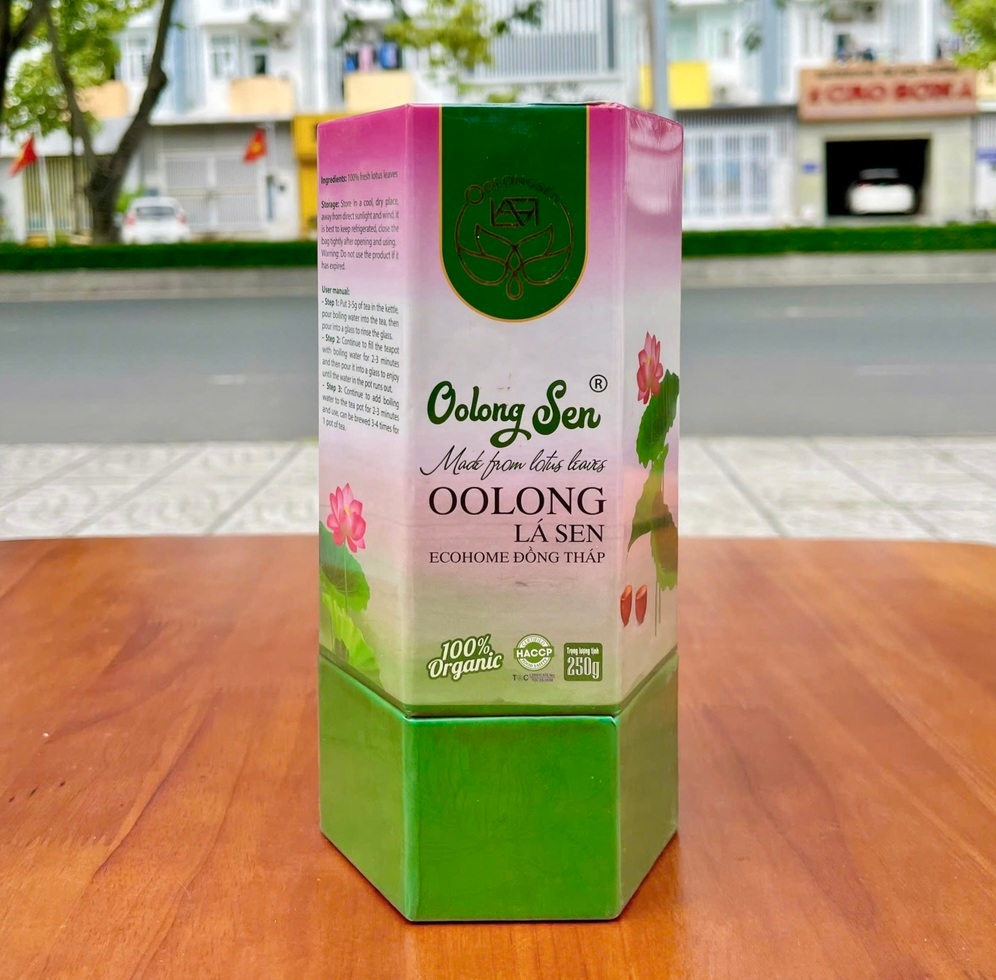 Ingredients: 100% fresh lotus leaves
Storage: Store in a cool, dry place,
away from direct sunlight and wind. It
is best to keep refrigerated, close the
bag tightly after opening and using.
Warning: Do not use the product if it
has expired.
User manual:
- Step 1: Put 3-5g of tea in the kettle,
pour boiling water into the tea, then
pour into a glass to rinse the glass.
- Step 2: Continue to fill the teapot
with boiling water for 2-3 minutes
and then pour it into a glass to enjoy
until the water in the pot runs out.
- Step 3: Continue to add boiling
water to the tea pot for 2-3 minutes
and use, can be brewed 3-4 times for
1 pot of tea.
OOLONGSEN
Oolong Sen ®
Made from lotus leaves
OOLONG
LÁ SEN
ECOHOME ĐỒNG THÁP
100%
Organic
CERTIFIED
HACCP
Trọng lượng tịnh
250g
CAO BON